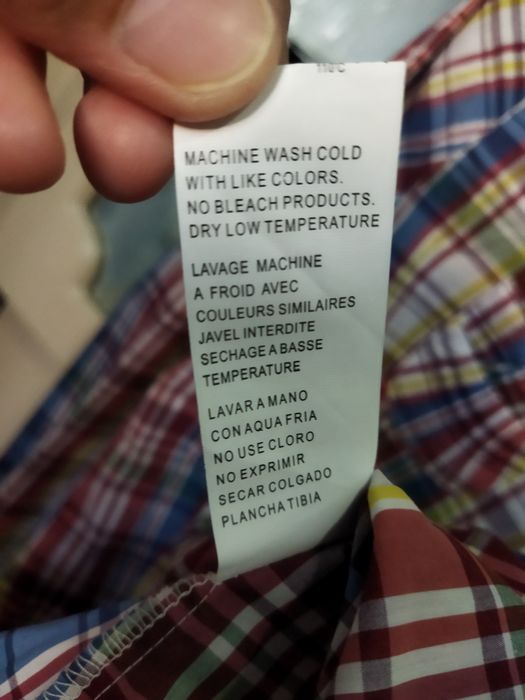 110°C
MACHINE WASH COLD
WITH LIKE COLORS.
NO BLEACH PRODUCTS.
DRY LOW TEMPERATURE
LAVAGE MACHINE
A FROID AVEC
COULEURS SIMILAIRES
JAVEL INTERDITE
SECHAGE A BASSE
TEMPERATURE
LAVAR A MANO
CON AQUA FRIA
NO USE CLORO
NO EXPRIMIR
SECAR COLGADO
PLANCHA TIBIA